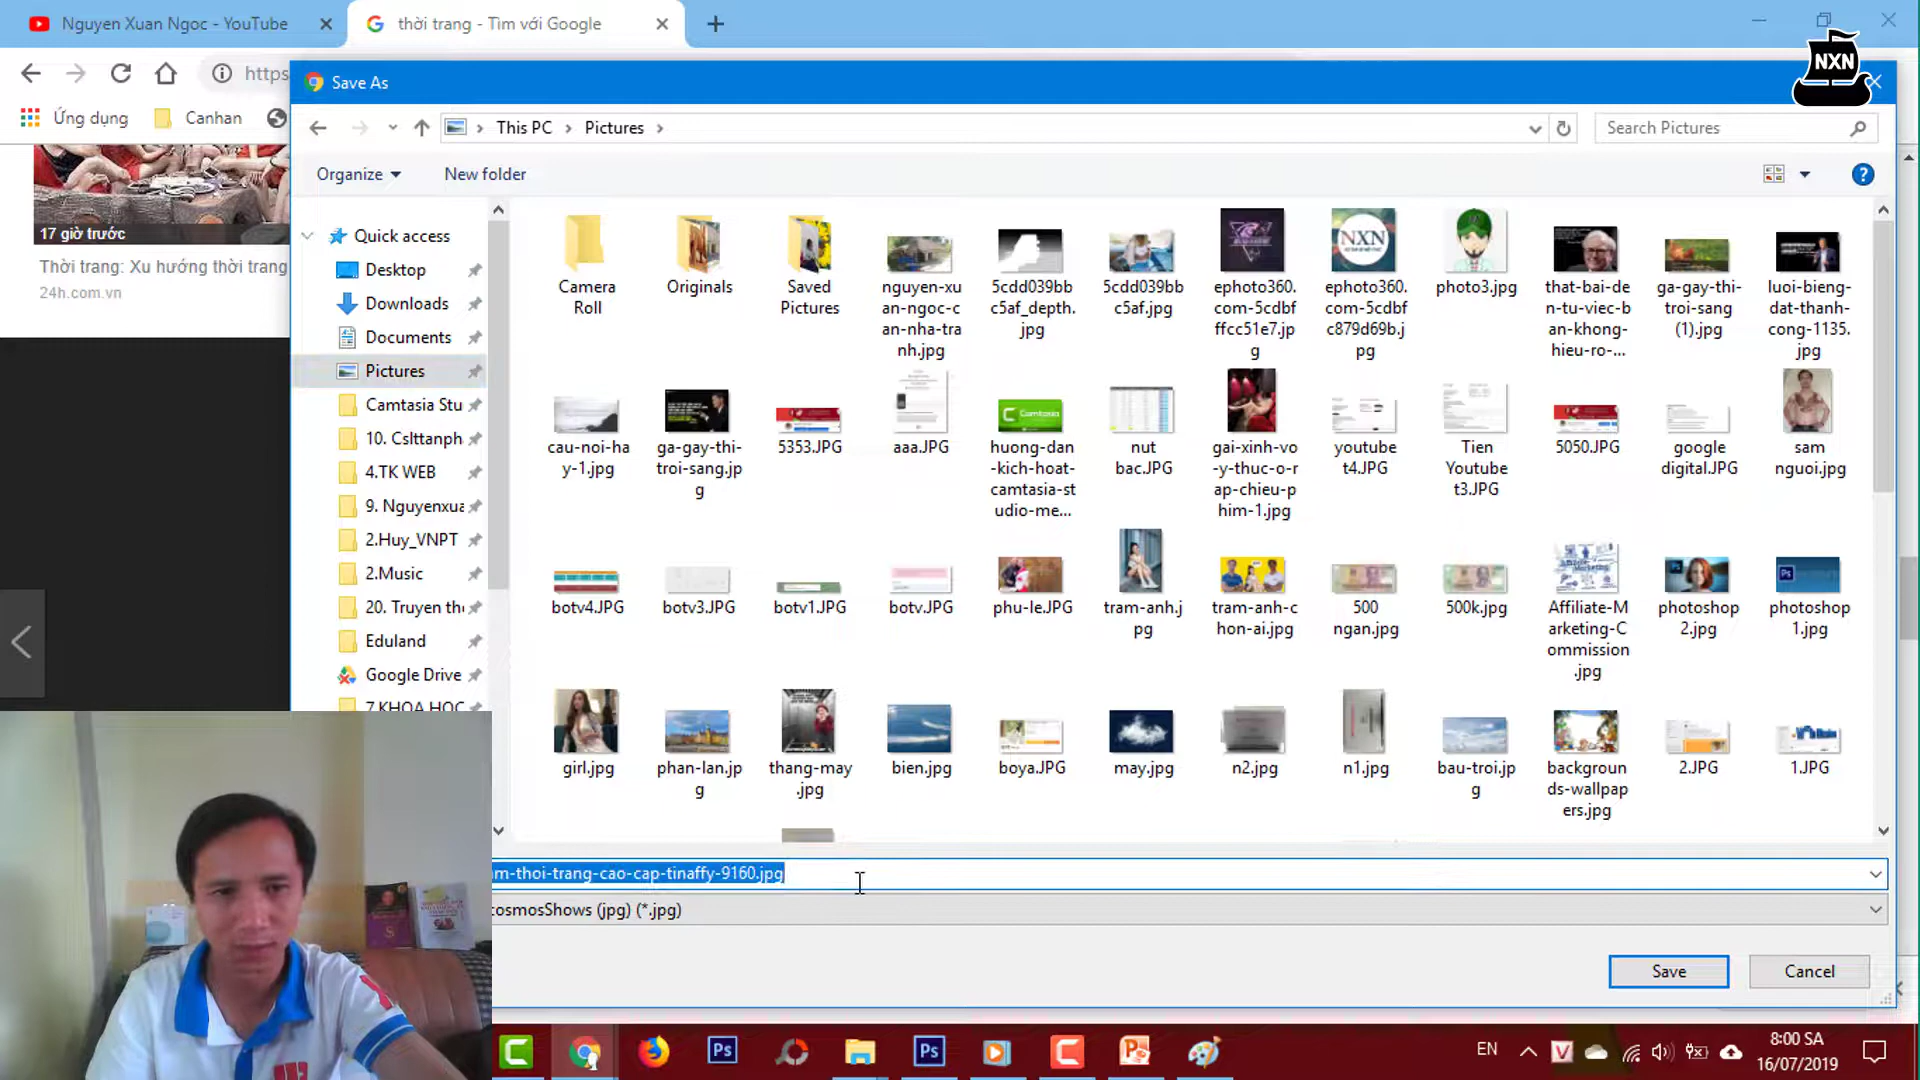 Nguyen Xuan Ngoc - YouTube
thời trang - Tìm với Google
https
NXN
Save As
This PC > Pictures >
Search Pictures
Ứng dụng
Canhan
Organize
New folder
17 giờ trước
Thời trang: Xu hướng thời trang
24h.com.vn
Quick access
Desktop
Downloads
Documents
Pictures
Camtasia Stu
10. Cslttanph
4.TK WEB
9. Nguyenxua
2.Huy_VNPT
2.Music
20. Truyen the
Eduland
Google Drive
7.KHOA HOC
Camera Roll
Originals
Saved Pictures
nguyen-xuan-ngoc-can-nha-tranh.jpg
5cdd039bbc5af_depth.jpg
5cdd039bbc5af.jpg
ephoto360.com-5cdbfffcc51e7.jpg
ephoto360.com-5cdbfc879d69b.jpg
photo3.jpg
that-bai-den-tu-viec-ban-khong-hieu-ro-...
ga-gay-thi-troi-sang (1).jpg
luoi-bieng-dat-thanh-cong-1135.jpg
cau-noi-hay-1.jpg
ga-gay-thi-troi-sang.jpg
5353.JPG
aaa.JPG
huong-dan-kich-hoat-camtasia-studio-me...
nut bac.JPG
gai-xinh-vo-y-thuc-o-rap-chieu-phim-1.jpg
youtube t4.JPG
Tien Youtube t3.JPG
5050.JPG
google digital.JPG
sam nguoi.jpg
botv4.JPG
botv3.JPG
botv1.JPG
botv.JPG
phu-le.JPG
tram-anh.jpg
tram-anh-chon-ai.jpg
500 ngan.jpg
500k.jpg
Affiliate-Marketing-Commission.jpg
photoshop2.jpg
photoshop1.jpg
girl.jpg
phan-lan.jpg
thang-may.jpg
bien.jpg
boya.JPG
may.jpg
n2.jpg
n1.jpg
bau-troi.jpg
backgrounds-wallpapers.jpg
2.JPG
1.JPG
am-thoi-trang-cao-cap-tinaffy-9160.jpg
cosmosShows (jpg) (*.jpg)
Save
Cancel
EN
8:00 SA
16/07/2019